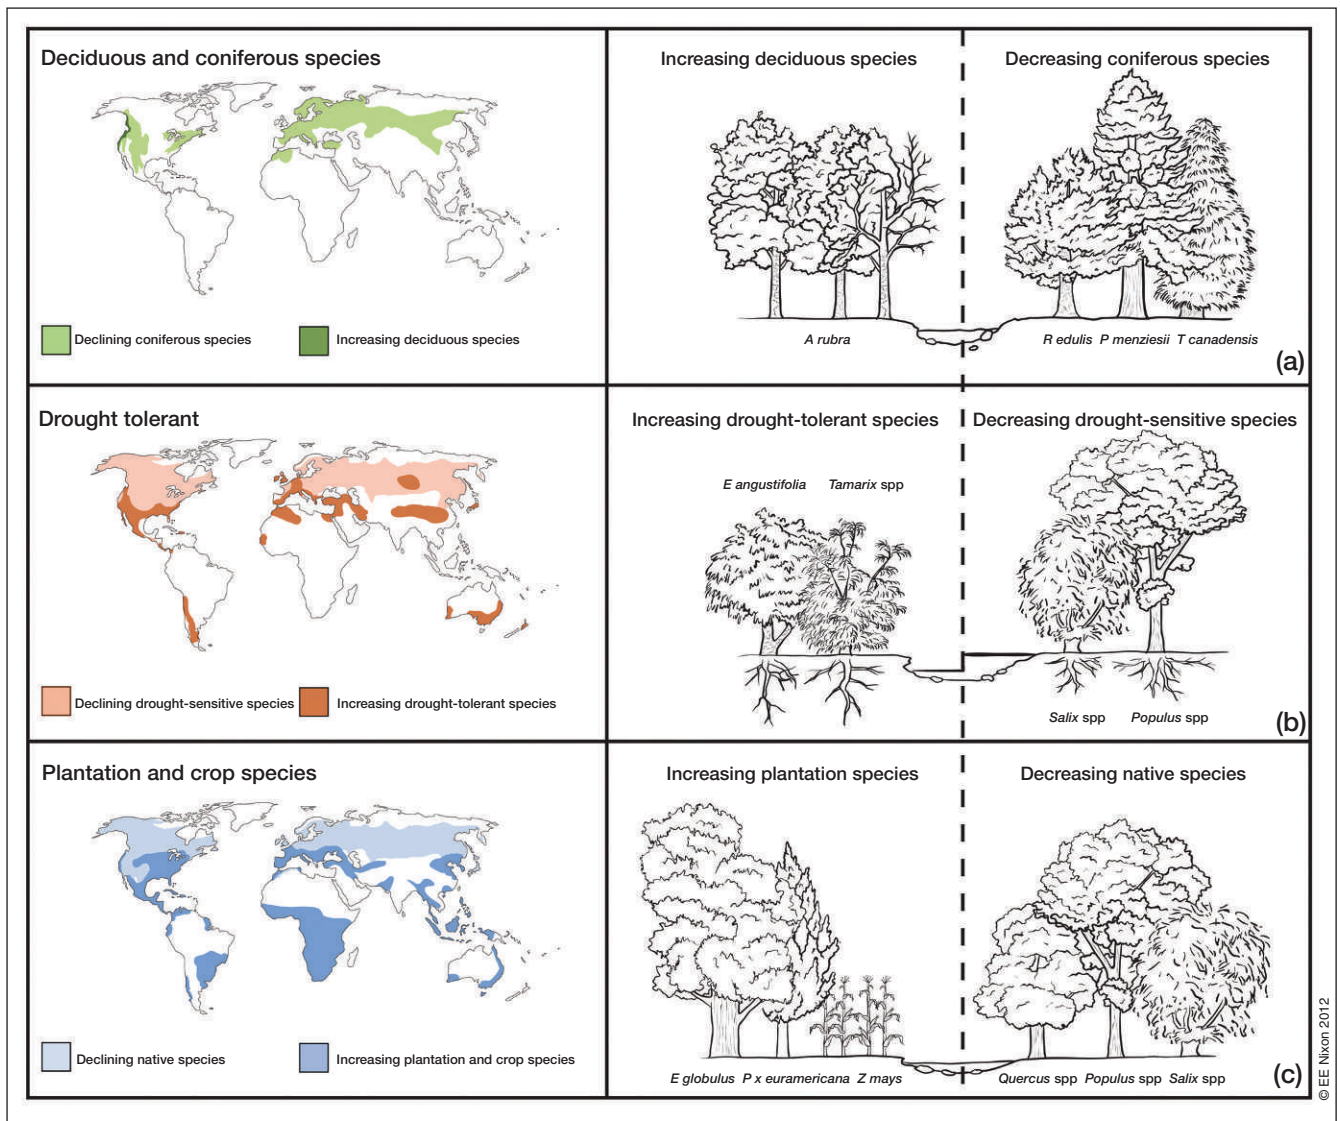 Deciduous and coniferous species
Increasing deciduous species
Decreasing coniferous species
Declining coniferous species
Increasing deciduous species
A rubra
R edulis P menziesii T canadensis
(a)
Drought tolerant
Increasing drought-tolerant species
Decreasing drought-sensitive species
E angustifolia Tamarix spp
Declining drought-sensitive species
Increasing drought-tolerant species
Salix spp Populus spp
(b)
Plantation and crop species
Increasing plantation species
Decreasing native species
Declining native species
Increasing plantation and crop species
E globulus P x euramericana Z mays
Quercus spp Populus spp Salix spp
(c)
© EE Nixon 2012